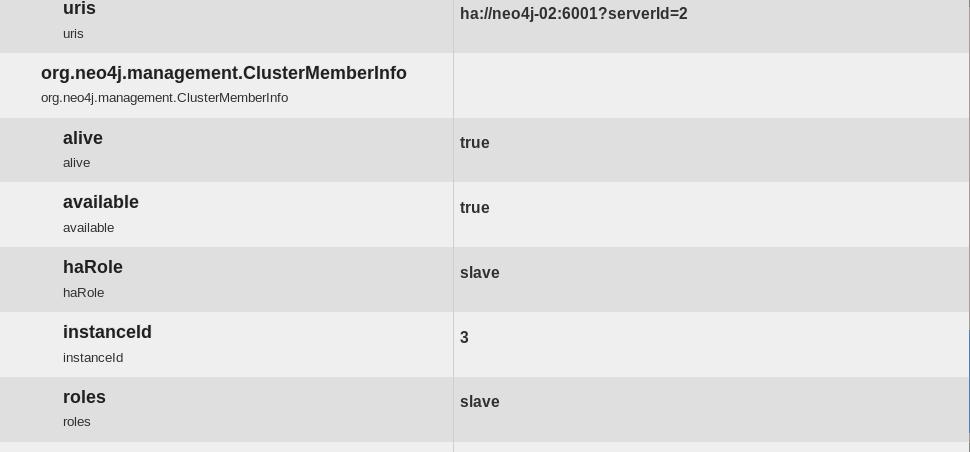 uris
ha://neo4j-02:6001?serverId=2
uris
org.neo4j.management.ClusterMemberInfo
org.neo4j.management.ClusterMemberInfo
alive
true
alive
available
true
available
haRole
slave
haRole
instanceId
3
instanceId
roles
slave
roles